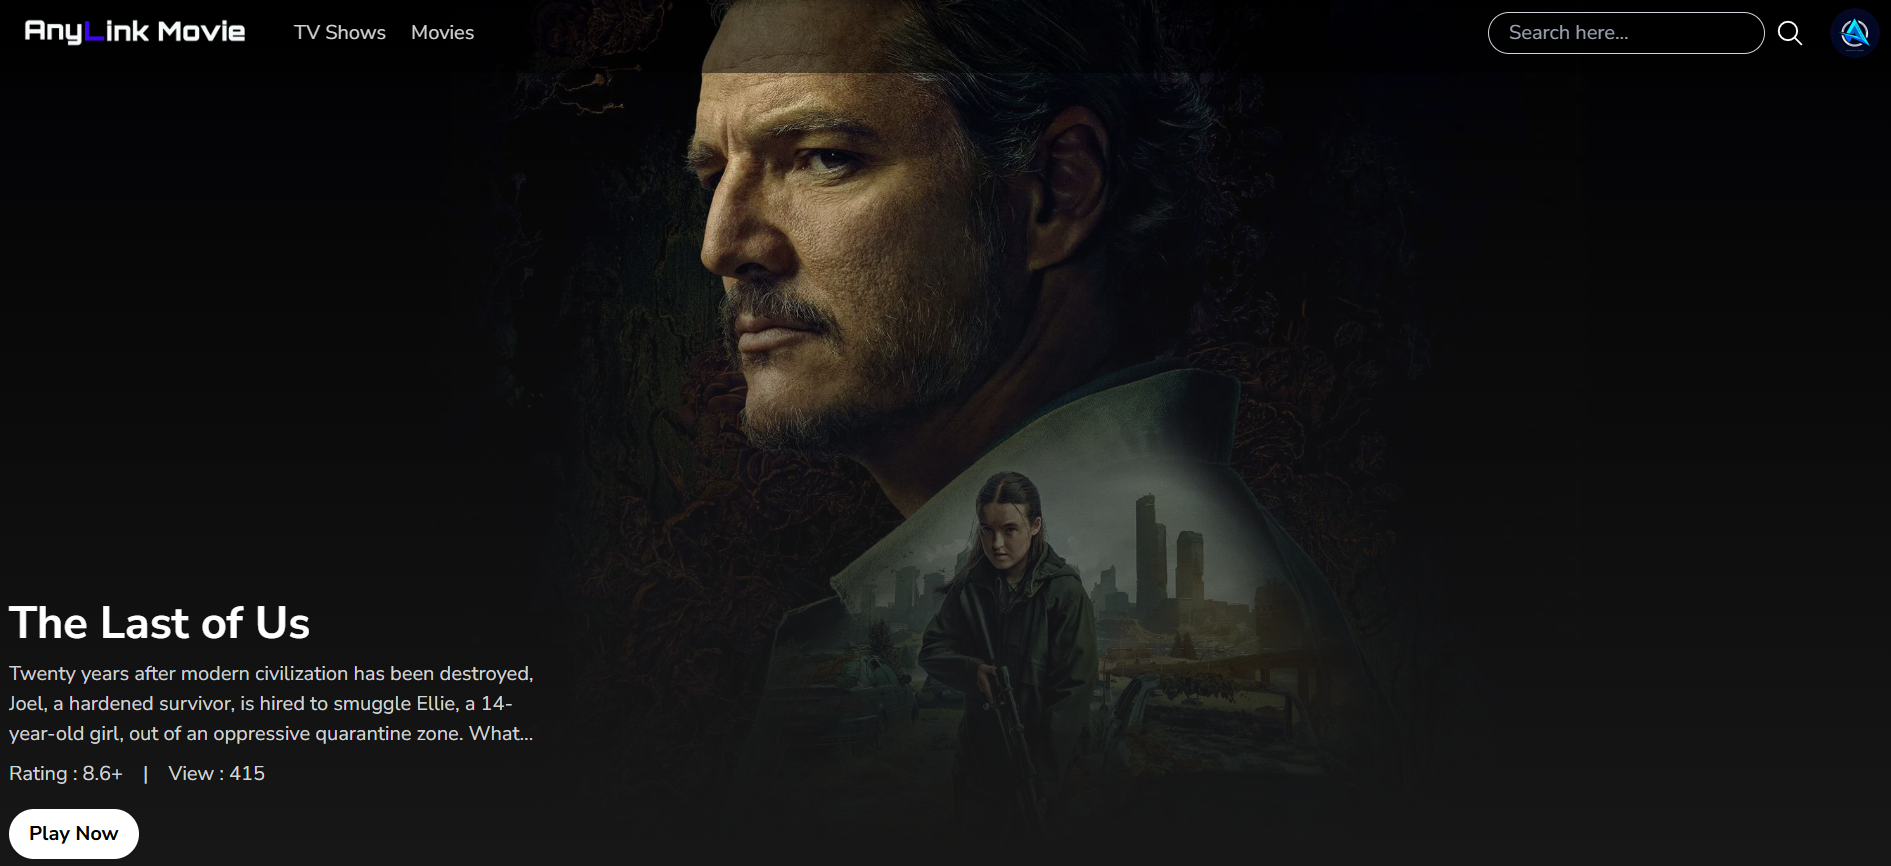 AnyLink Movie
TV Shows
Movies
Search here...
The Last of Us
Twenty years after modern civilization has been destroyed,
Joel, a hardened survivor, is hired to smuggle Ellie, a 14-
year-old girl, out of an oppressive quarantine zone. What...
Rating : 8.6+ | View : 415
Play Now